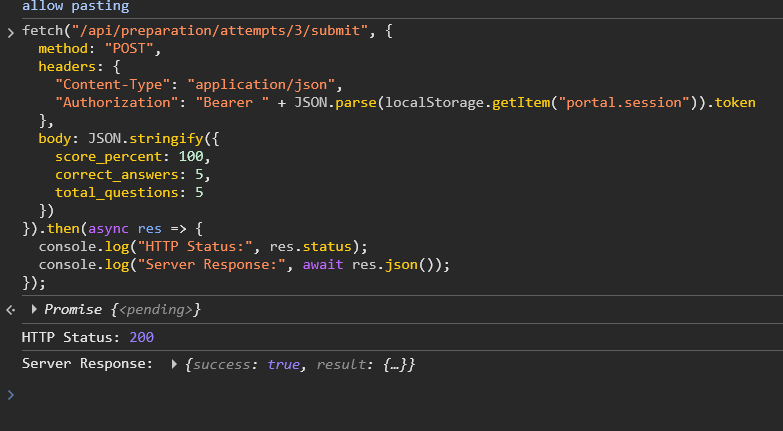 allow pasting
fetch("/api/preparation/attempts/3/submit", {
  method: "POST",
  headers: {
    "Content-Type": "application/json",
    "Authorization": "Bearer " + JSON.parse(localStorage.getItem("portal.session")).token
  },
  body: JSON.stringify({
    score_percent: 100,
    correct_answers: 5,
    total_questions: 5
  })
}).then(async res => {
  console.log("HTTP Status:", res.status);
  console.log("Server Response:", await res.json());
});
Promise {<pending>}
HTTP Status: 200
Server Response: {success: true, result: {…}}